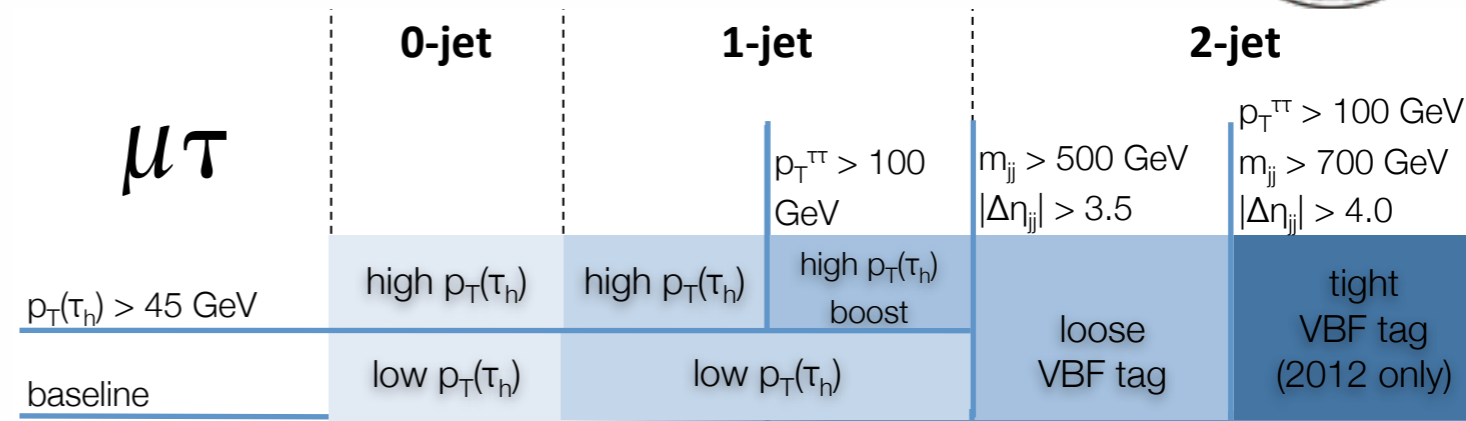 0-jet
1-jet
2-jet
μτ
p_T^ττ > 100
GeV
m_jj > 500 GeV
|Δη_jj| > 3.5
p_T^ττ > 100 GeV
m_jj > 700 GeV
|Δη_jj| > 4.0
p_T(τ_h) > 45 GeV
high p_T(τ_h)
high p_T(τ_h)
high p_T(τ_h)
boost
baseline
low p_T(τ_h)
low p_T(τ_h)
loose
VBF tag
tight
VBF tag
(2012 only)